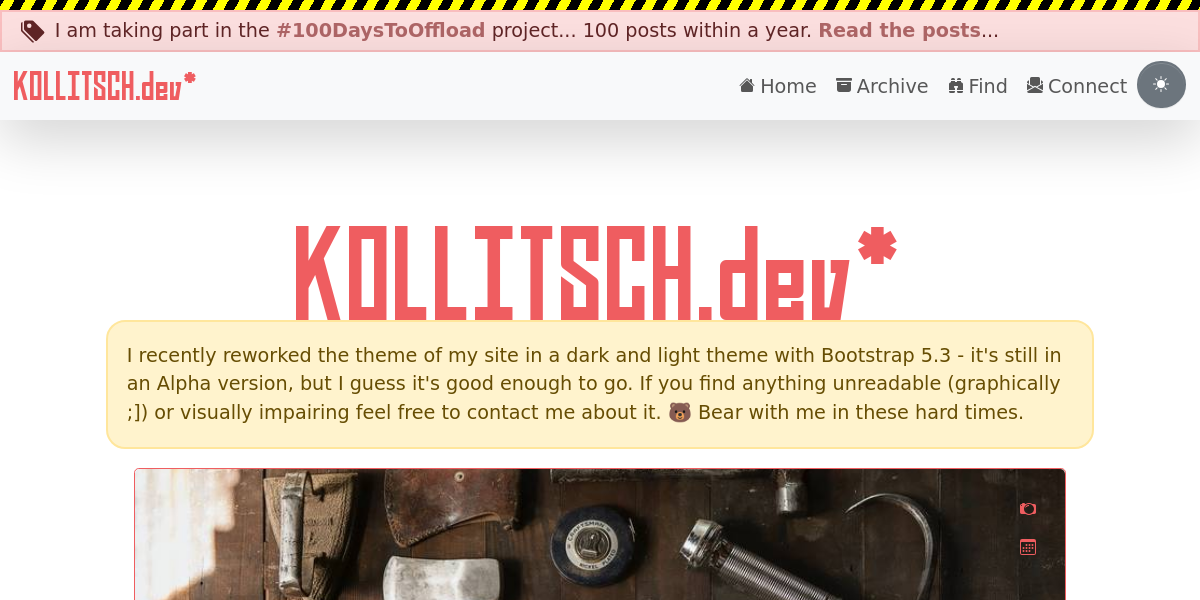 I am taking part in the #100DaysToOffload project... 100 posts within a year. Read the posts...
KOLLITSCH.dev*
Home
Archive
Find
Connect
KOLLITSCH.dev*
I recently reworked the theme of my site in a dark and light theme with Bootstrap 5.3 - it's still in
an Alpha version, but I guess it's good enough to go. If you find anything unreadable (graphically
;]) or visually impairing feel free to contact me about it. 🐻 Bear with me in these hard times.
CRAFTSMAN
NICKEL PLATED